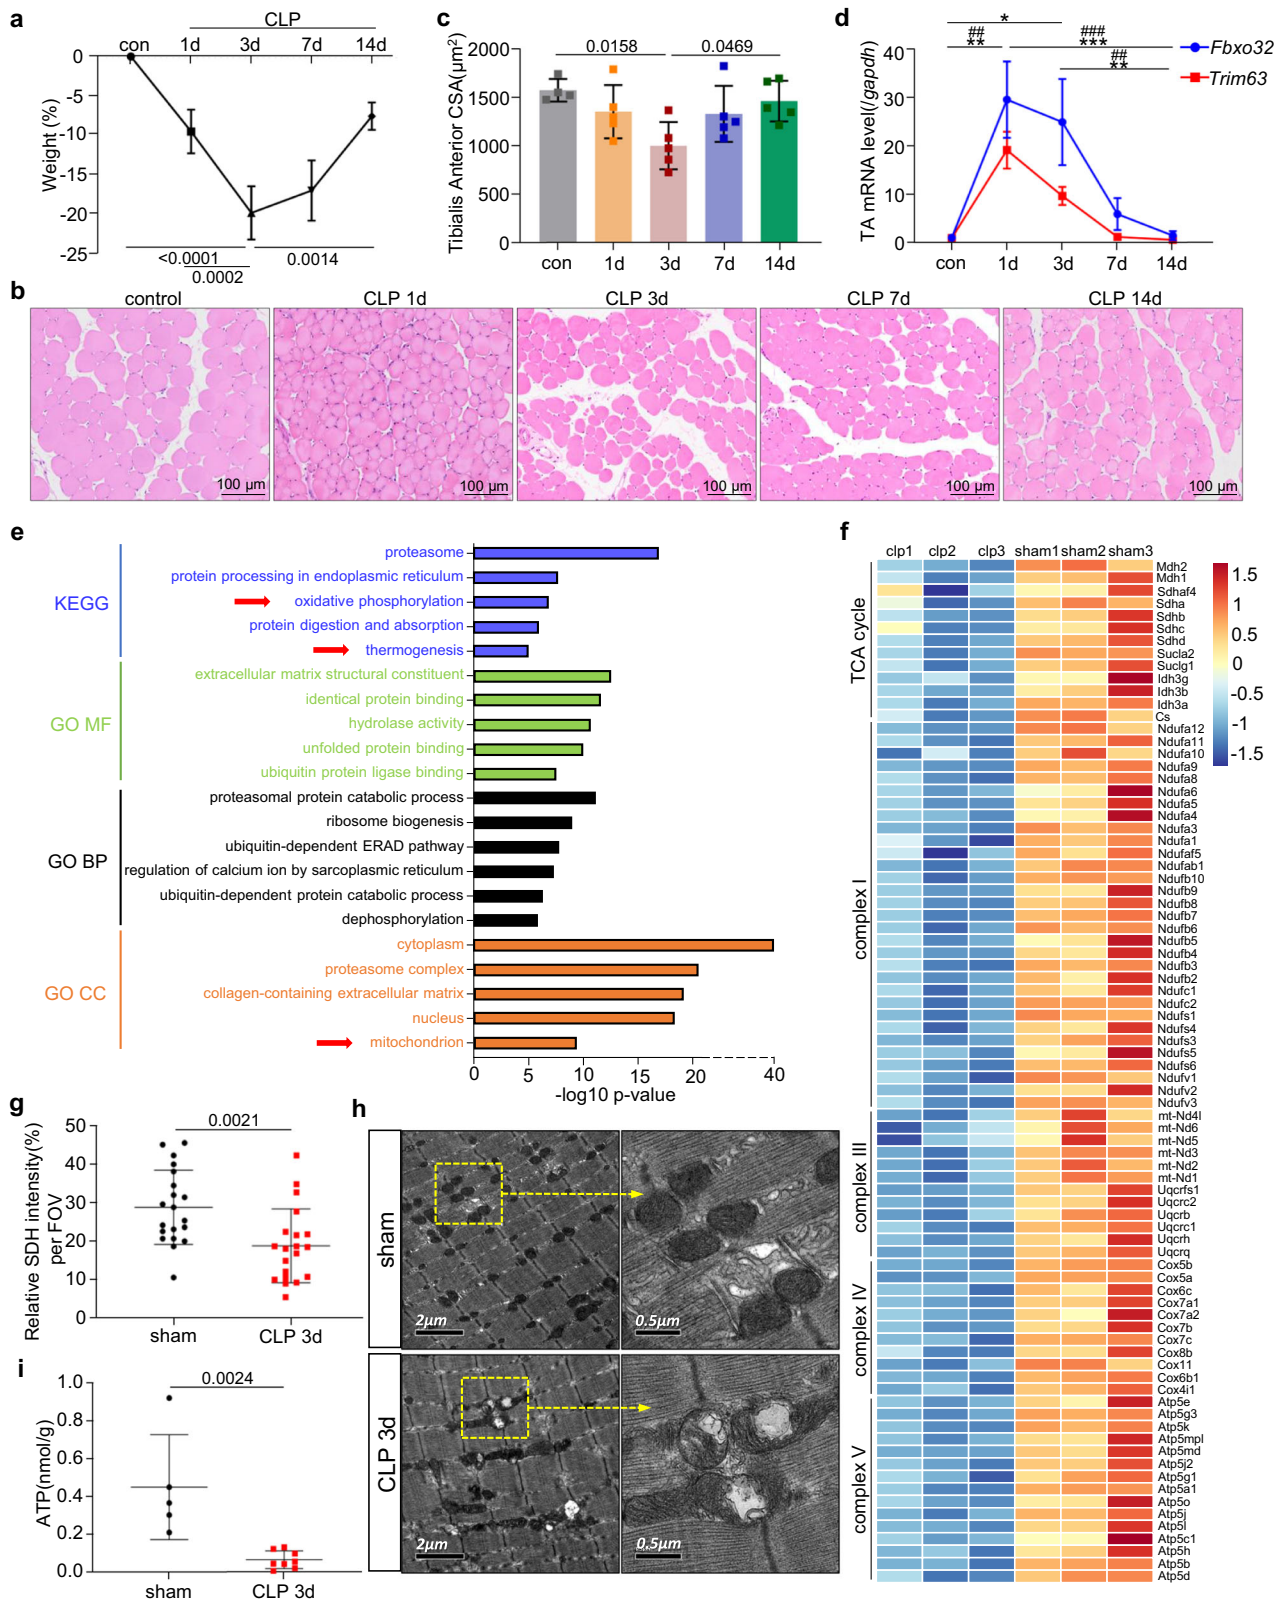 a
CLP
con 1d 3d 7d 14d
Weight (%)
0
-5
-10
-15
-20
-25
<0.0001
0.0002
0.0014
c
Tibialis Anterior CSA(μm²)
2000
1500
1000
500
0
0.0158
0.0469
con 1d 3d 7d 14d
d
TA mRNA level(/gapdh)
40
30
20
10
0
*
##
**
###
***
##
**
Fbxo32
Trim63
con 1d 3d 7d 14d
b
control
CLP 1d
CLP 3d
CLP 7d
CLP 14d
100 μm
100 μm
100 μm
100 μm
100 μm
e
KEGG
proteasome
protein processing in endoplasmic reticulum
oxidative phosphorylation
protein digestion and absorption
thermogenesis
GO MF
extracellular matrix structural constituent
identical protein binding
hydrolase activity
unfolded protein binding
ubiquitin protein ligase binding
GO BP
proteasomal protein catabolic process
ribosome biogenesis
ubiquitin-dependent ERAD pathway
regulation of calcium ion by sarcoplasmic reticulum
ubiquitin-dependent protein catabolic process
dephosphorylation
GO CC
cytoplasm
proteasome complex
collagen-containing extracellular matrix
nucleus
mitochondrion
0 5 10 15 20 40
-log10 p-value
f
clp1 clp2 clp3 sham1 sham2 sham3
TCA cycle
Mdh2
Mdh1
Sdhaf4
Sdha
Sdhb
Sdhc
Sdhd
Sucla2
Suclg1
Idh3g
Idh3b
Idh3a
Cs
complex I
Ndufa12
Ndufa11
Ndufa10
Ndufa9
Ndufa8
Ndufa6
Ndufa5
Ndufa4
Ndufa3
Ndufa1
Ndufaf5
Ndufab1
Ndufb10
Ndufb9
Ndufb8
Ndufb7
Ndufb6
Ndufb5
Ndufb4
Ndufb3
Ndufb2
Ndufc1
Ndufc2
Ndufs1
Ndufs4
Ndufs3
Ndufs5
Ndufs6
Ndufv1
Ndufv2
Ndufv3
complex III
mt-Nd4l
mt-Nd6
mt-Nd5
mt-Nd3
mt-Nd2
mt-Nd1
Uqcrfs1
Uqcrc2
Uqcrb
Uqcrc1
Uqcrh
Uqcrq
complex IV
Cox5b
Cox5a
Cox6c
Cox7a1
Cox7a2
Cox7b
Cox7c
Cox8b
Cox11
Cox6b1
Cox4i1
complex V
Atp5e
Atp5g3
Atp5k
Atp5mpl
Atp5md
Atp5j2
Atp5g1
Atp5a1
Atp5o
Atp5j
Atp5l
Atp5c1
Atp5h
Atp5b
Atp5d
1.5
1
0.5
0
-0.5
-1
-1.5
g
Relative SDH intensity(%)
per FOV
50
40
30
20
10
0
0.0021
sham CLP 3d
h
sham
2μm
0.5μm
CLP 3d
2μm
0.5μm
i
ATP(nmol/g)
1.0
0.8
0.6
0.4
0.2
0.0
0.0024
sham CLP 3d